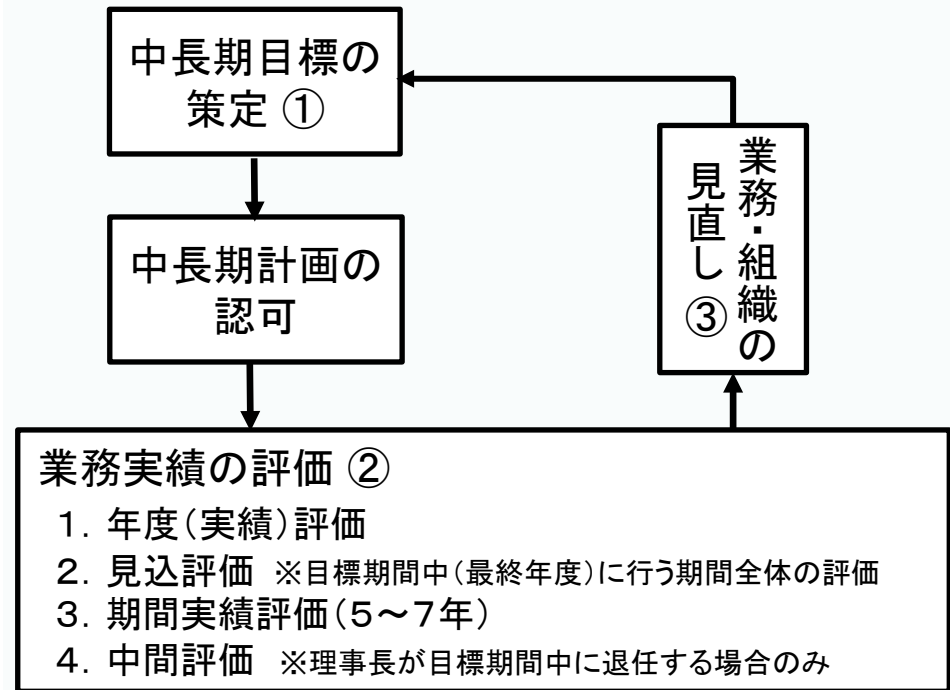 中長期目標の
策定 ①
中長期計画の
認可
業務・組織の
見直し ③
業務実績の評価 ②
１．年度（実績）評価
２．見込評価 ※目標期間中（最終年度）に行う期間全体の評価
３．期間実績評価（５～７年）
４．中間評価 ※理事長が目標期間中に退任する場合のみ